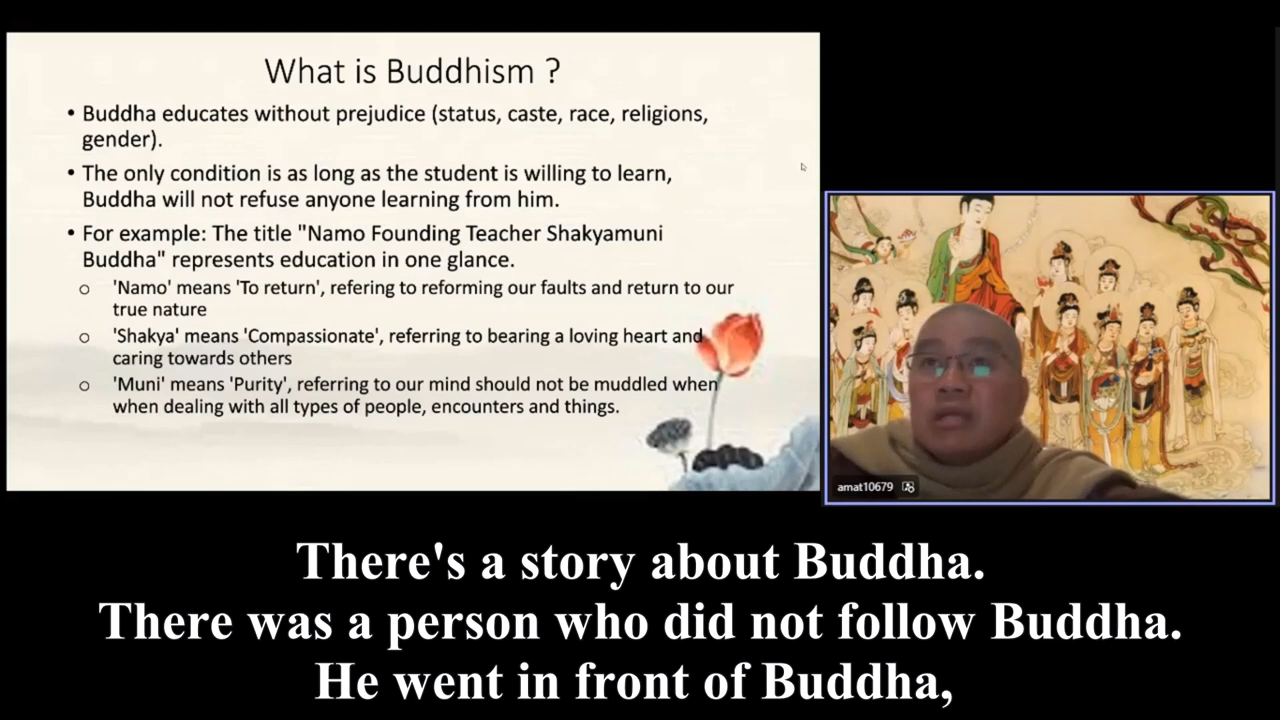 What is Buddhism ?
• Buddha educates without prejudice (status, caste, race, religions,
gender).
• The only condition is as long as the student is willing to learn,
Buddha will not refuse anyone learning from him.
• For example: The title "Namo Founding Teacher Shakyamuni
Buddha" represents education in one glance.
o 'Namo' means 'To return', refering to reforming our faults and return to our
true nature
o 'Shakya' means 'Compassionate', referring to bearing a loving heart and
caring towards others
o 'Muni' means 'Purity', referring to our mind should not be muddled when
when dealing with all types of people, encounters and things.
amat10679
There's a story about Buddha.
There was a person who did not follow Buddha.
He went in front of Buddha,